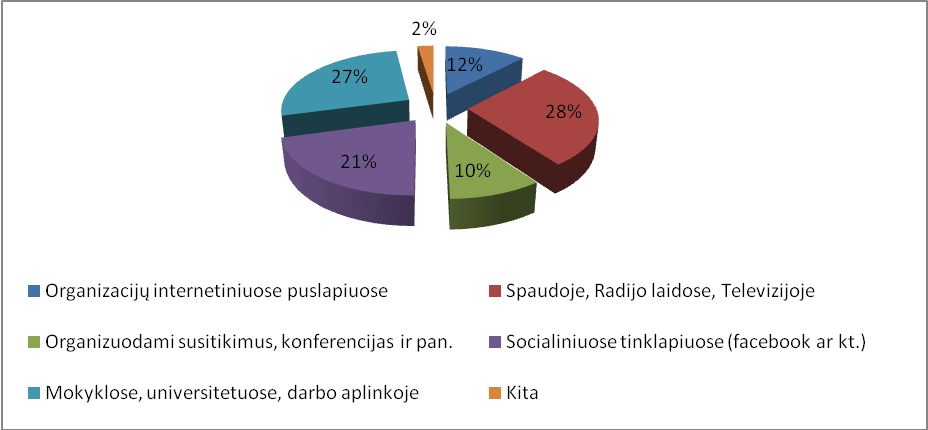 2%
12%
27%
28%
21%
10%
Organizacijų internetiniuose puslapiuose
Spaudoje, Radijo laidose, Televizijoje
Organizuodami susitikimus, konferencijas ir pan.
Socialiniuose tinklapiuose (facebook ar kt.)
Mokyklose, universitetuose, darbo aplinkoje
Kita